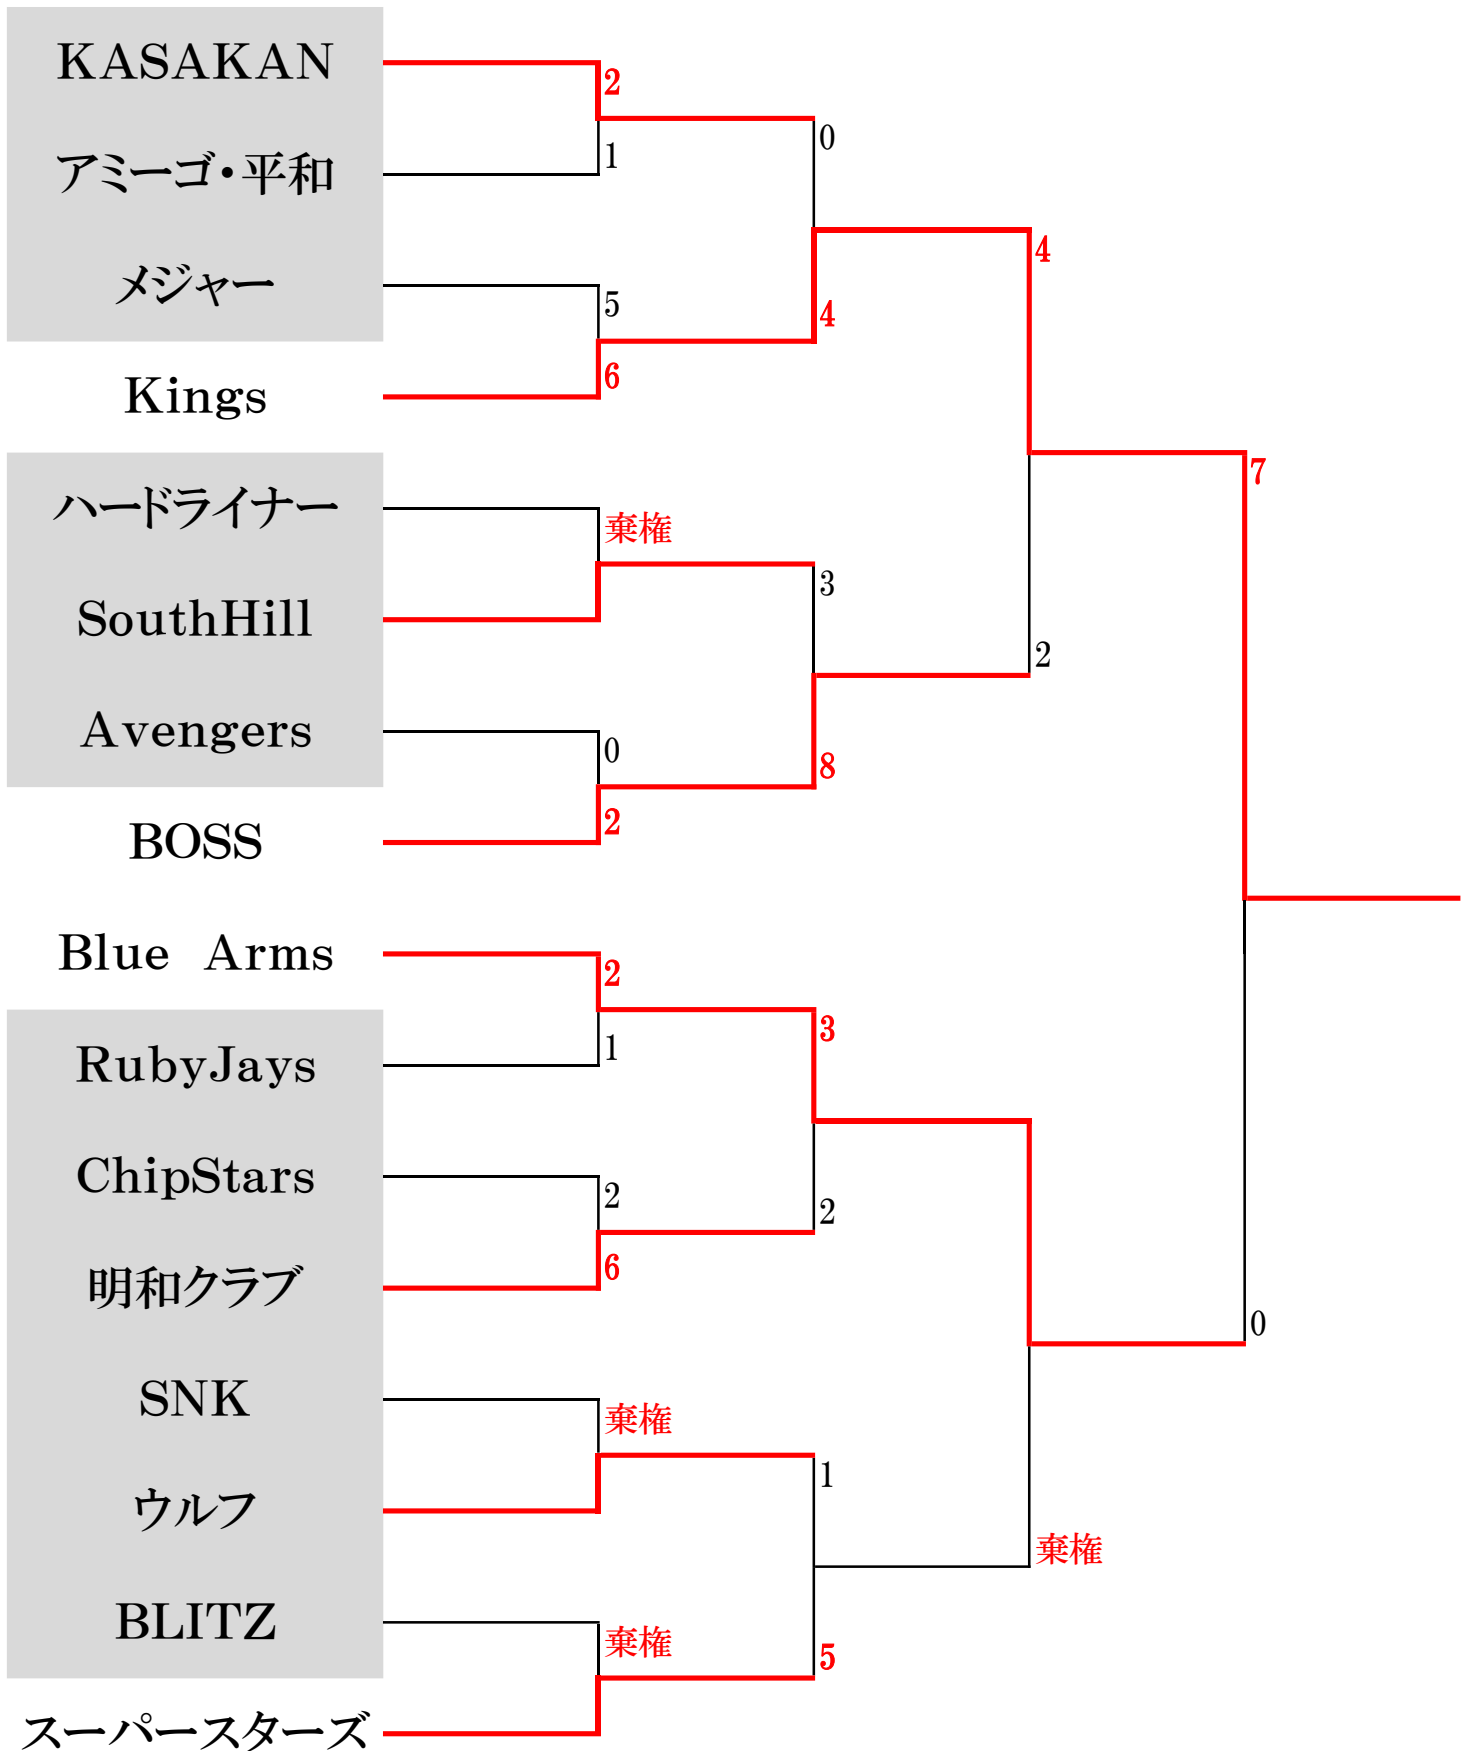 KASAKAN
2
0
アミーゴ・平和
1
メジャー
5
4
4
Kings
6
7
ハードライナー
棄権
3
SouthHill
2
Avengers
0
8
BOSS
2
Blue Arms
2
3
RubyJays
1
ChipStars
2
2
明和クラブ
6
0
SNK
棄権
1
ウルフ
棄権
BLITZ
棄権
5
スーパースターズ